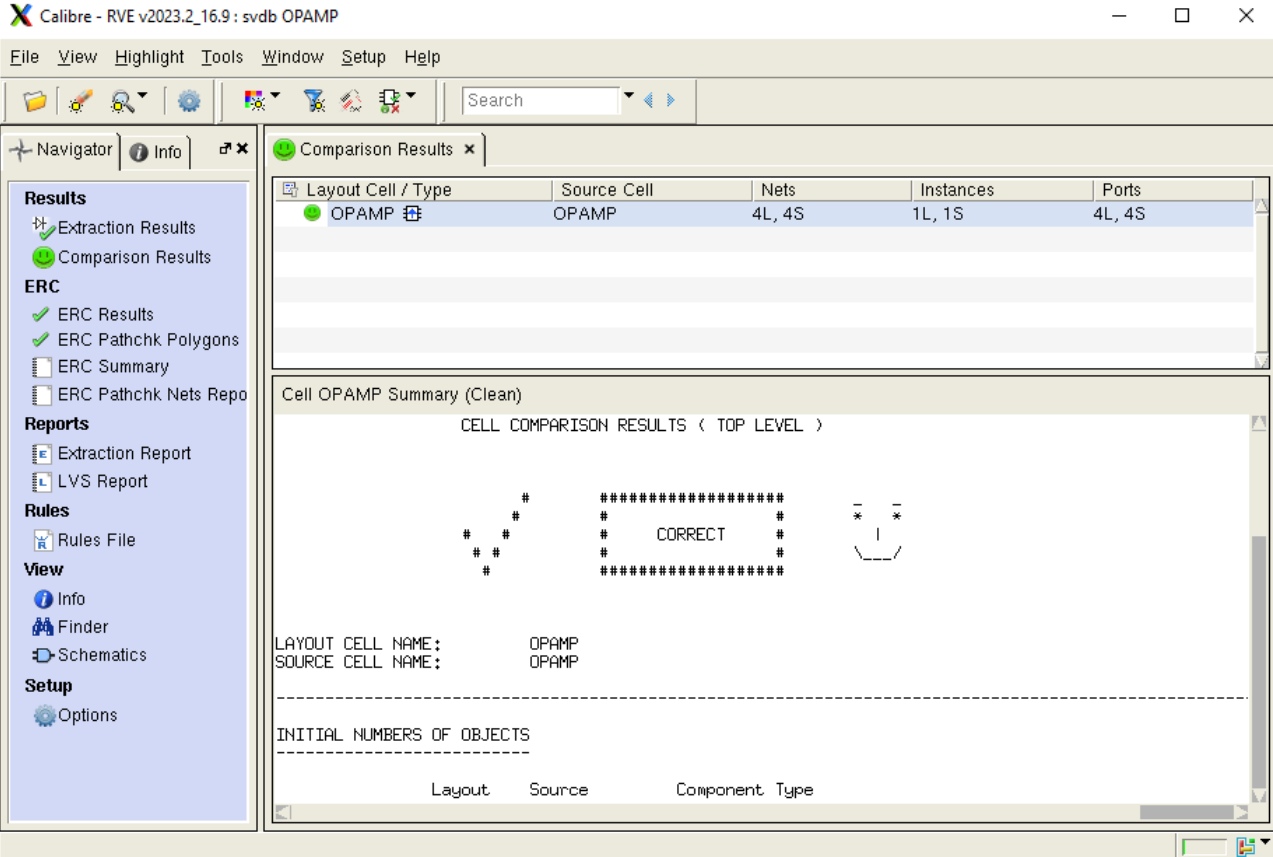 Calibre - RVE v2023.2_16.9 : svdb OPAMP
File View Highlight Tools Window Setup Help
Search
Navigator Info
Results
Extraction Results
Comparison Results
ERC
ERC Results
ERC Pathchk Polygons
ERC Summary
ERC Pathchk Nets Repo
Reports
Extraction Report
LVS Report
Rules
Rules File
View
Info
Finder
Schematics
Setup
Options
Comparison Results
Layout Cell / Type Source Cell Nets Instances Ports
OPAMP OPAMP 4L, 4S 1L, 1S 4L, 4S
Cell OPAMP Summary (Clean)
CELL COMPARISON RESULTS ( TOP LEVEL )
# ################### _ _
# # # * *
# # # CORRECT # |
# # # # \___/
# ###################
LAYOUT CELL NAME: OPAMP
SOURCE CELL NAME: OPAMP
INITIAL NUMBERS OF OBJECTS
--------------------------
Layout Source Component Type